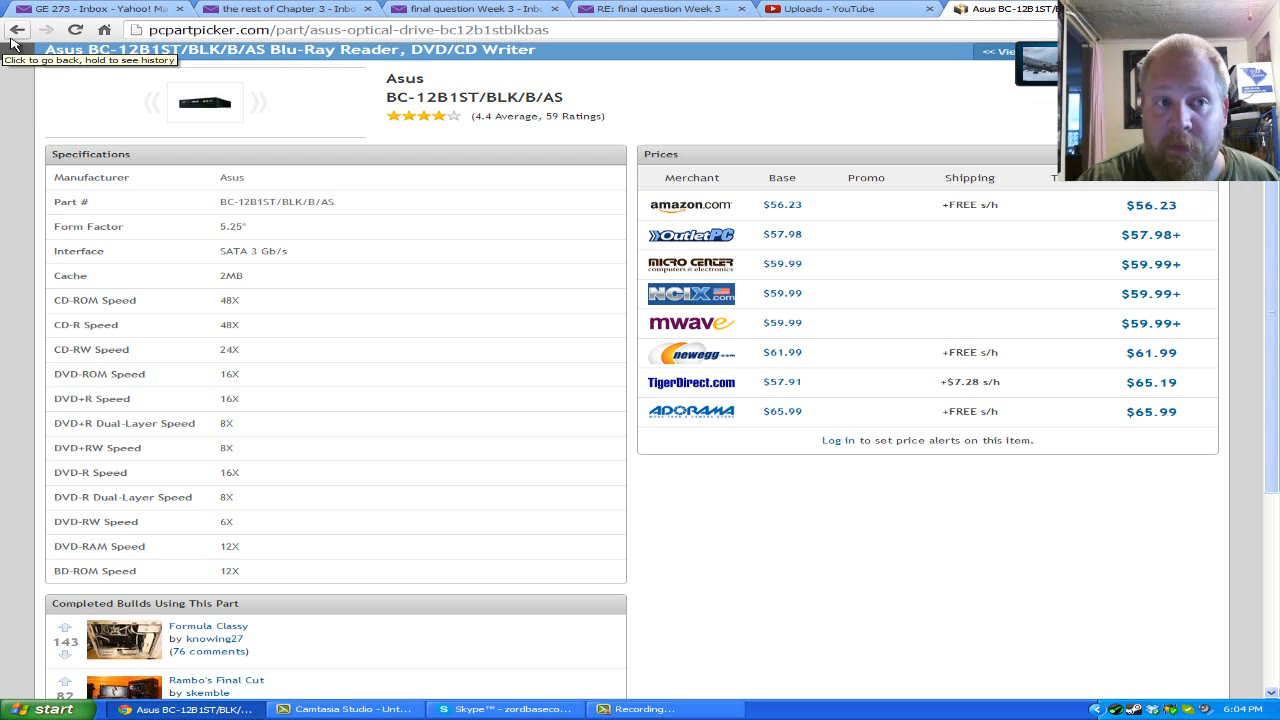 GE 273 - Inbox - Yahoo! Ma
the rest of Chapter 3 - Inbo
final question Week 3 - Inb
RE: final question Week 3 -
Uploads - YouTube
Asus BC-12B1ST/BL
pcpartpicker.com/part/asus-optical-drive-bc12b1stblkbas
Asus BC-12B1ST/BLK/B/AS Blu-Ray Reader, DVD/CD Writer
<< Vie
Click to go back, hold to see history
Asus
BC-12B1ST/BLK/B/AS
(4.4 Average, 59 Ratings)
Specifications
Manufacturer Asus
Part # BC-12B1ST/BLK/B/AS
Form Factor 5.25"
Interface SATA 3 Gb/s
Cache 2MB
CD-ROM Speed 48X
CD-R Speed 48X
CD-RW Speed 24X
DVD-ROM Speed 16X
DVD+R Speed 16X
DVD+R Dual-Layer Speed 8X
DVD+RW Speed 8X
DVD-R Speed 16X
DVD-R Dual-Layer Speed 8X
DVD-RW Speed 6X
DVD-RAM Speed 12X
BD-ROM Speed 12X
Prices
Merchant Base Promo Shipping T
amazon.com $56.23 +FREE s/h $56.23
OutletPC $57.98 $57.98+
MICRO CENTER computers & electronics $59.99 $59.99+
NCIX.com $59.99 $59.99+
mwave $59.99 $59.99+
newegg.com $61.99 +FREE s/h $61.99
TigerDirect.com $57.91 +$7.28 s/h $65.19
ADORAMA MORE THAN A CAMERA STORE $65.99 +FREE s/h $65.99
Log in to set price alerts on this item.
Completed Builds Using This Part
143
Formula Classy
by knowing27
(76 comments)
82
Rambo's Final Cut
by skemble
start
Asus BC-12B1ST/BLK/...
Camtasia Studio - Unt...
Skype™ - zordbaseco...
Recording...
6:04 PM